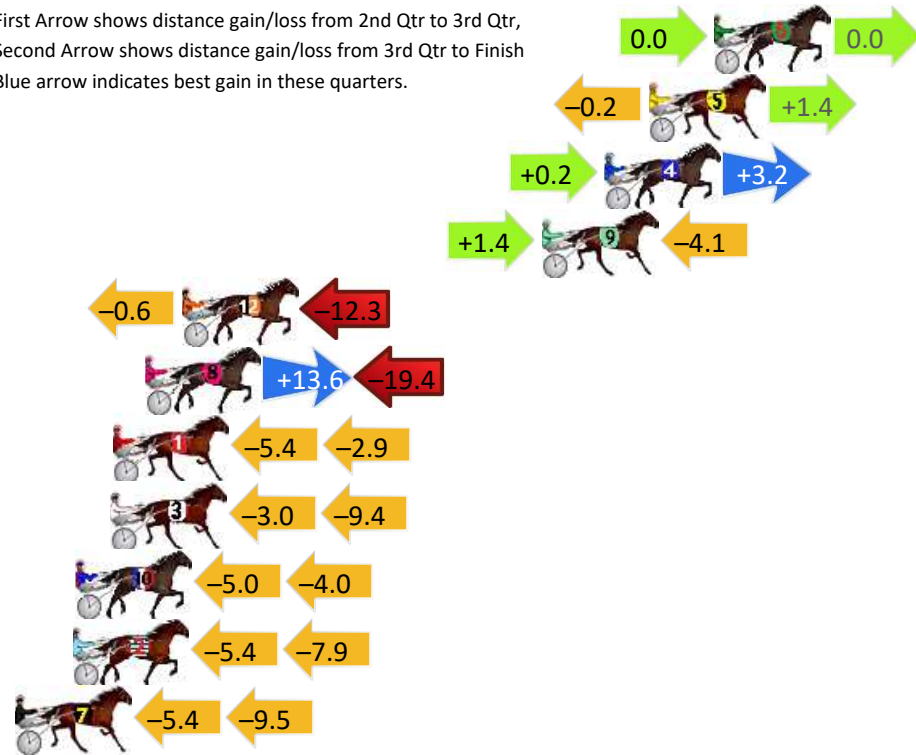 First Arrow shows distance gain/loss from 2nd Qtr to 3rd Qtr,
Second Arrow shows distance gain/loss from 3rd Qtr to Finish
Blue arrow indicates best gain in these quarters.
0.0 6 0.0
–0.2 5 +1.4
+0.2 4 +3.2
+1.4 9 –4.1
–0.6 12 –12.3
8 +13.6 –19.4
1 –5.4 –2.9
3 –3.0 –9.4
10 –5.0 –4.0
2 –5.4 –7.9
7 –5.4 –9.5